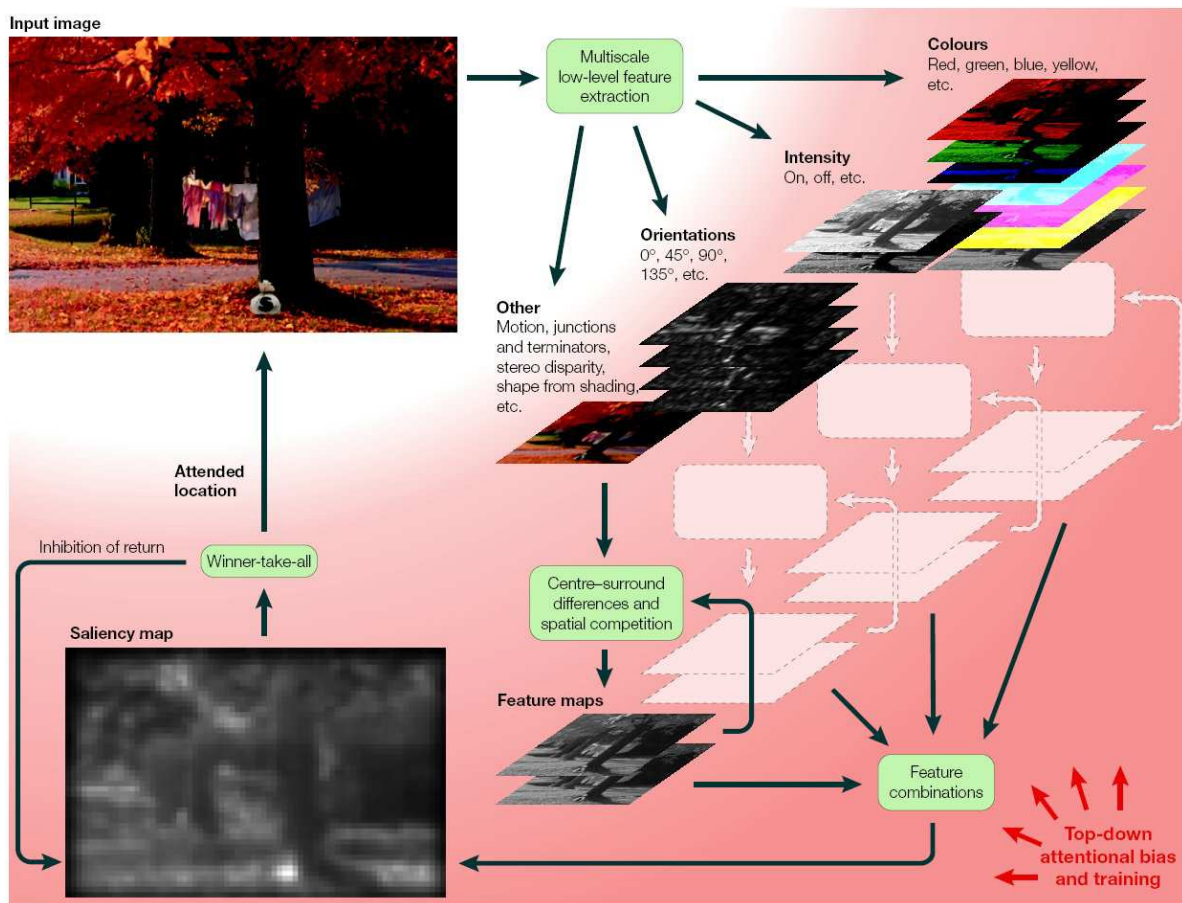 Input image
Multiscale
low-level feature
extraction
Colours
Red, green, blue, yellow,
etc.
Intensity
On, off, etc.
Orientations
0°, 45°, 90°,
135°, etc.
Other
Motion, junctions
and terminators,
stereo disparity,
shape from shading,
etc.
Attended
location
Inhibition of return
Winner-take-all
Centre–surround
differences and
spatial competition
Saliency map
Feature maps
Feature
combinations
Top-down
attentional bias
and training